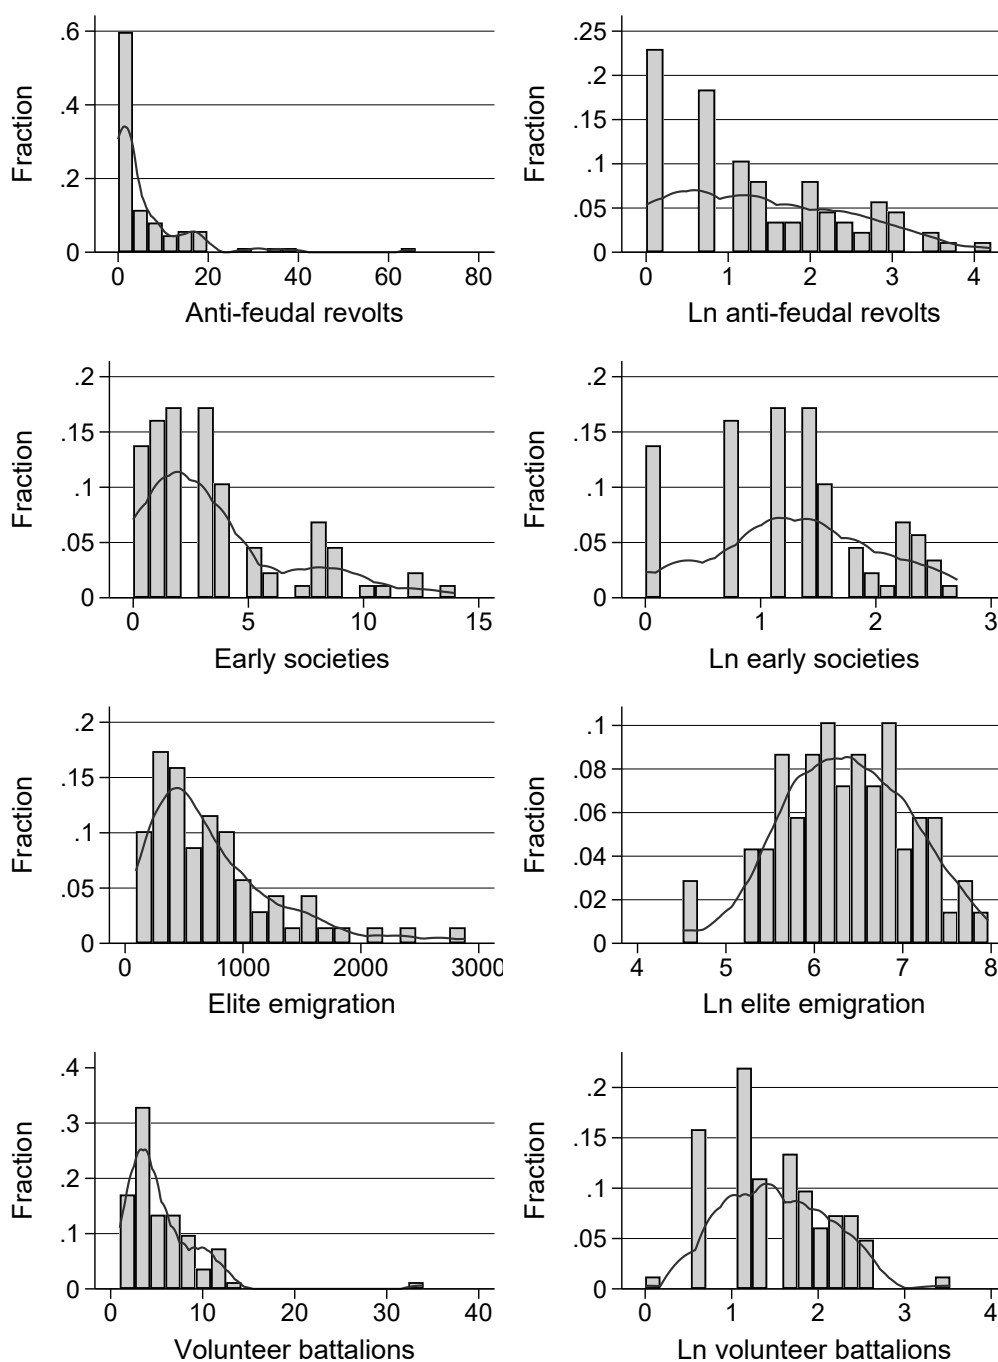 Fraction
.6
.4
.2
0
0 20 40 60 80
Anti-feudal revolts
Fraction
.25
.2
.15
.1
.05
0
0 1 2 3 4
Ln anti-feudal revolts
Fraction
.2
.15
.1
.05
0
0 5 10 15
Early societies
Fraction
.2
.15
.1
.05
0
0 1 2 3
Ln early societies
Fraction
.2
.15
.1
.05
0
0 1000 2000 3000
Elite emigration
Fraction
.1
.08
.06
.04
.02
0
4 5 6 7 8
Ln elite emigration
Fraction
.4
.3
.2
.1
0
0 10 20 30 40
Volunteer battalions
Fraction
.2
.15
.1
.05
0
0 1 2 3 4
Ln volunteer battalions